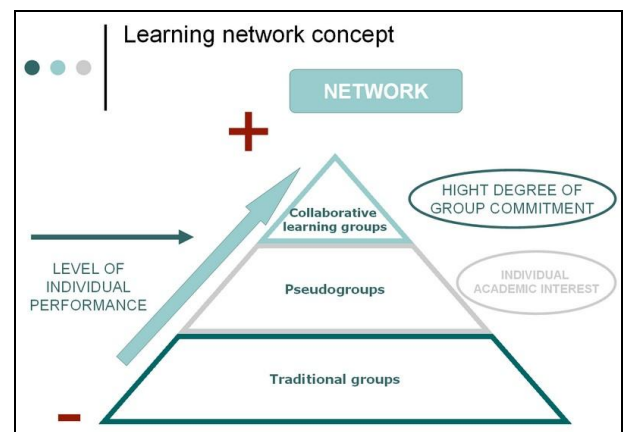 Learning network concept
NETWORK
+
Collaborative
learning groups
HIGHT DEGREE OF
GROUP COMMITMENT
LEVEL OF
INDIVIDUAL
PERFORMANCE
Pseudogroups
INDIVIDUAL
ACADEMIC INTEREST
Traditional groups
-